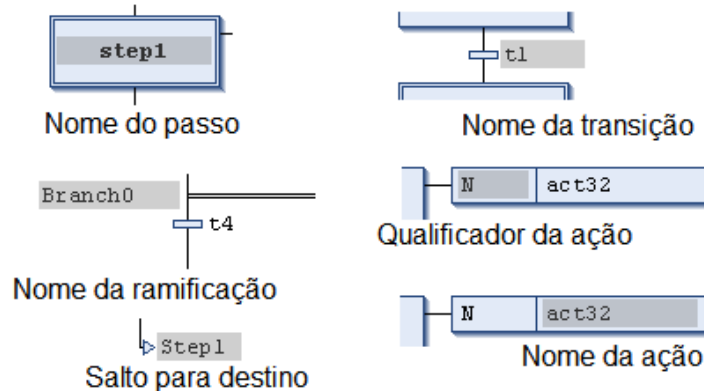 step1
Nome do passo
t1
Nome da transição
Branch0
t4
Nome da ramificação
N act32
Qualificador da ação
Step1
Salto para destino
N act32
Nome da ação